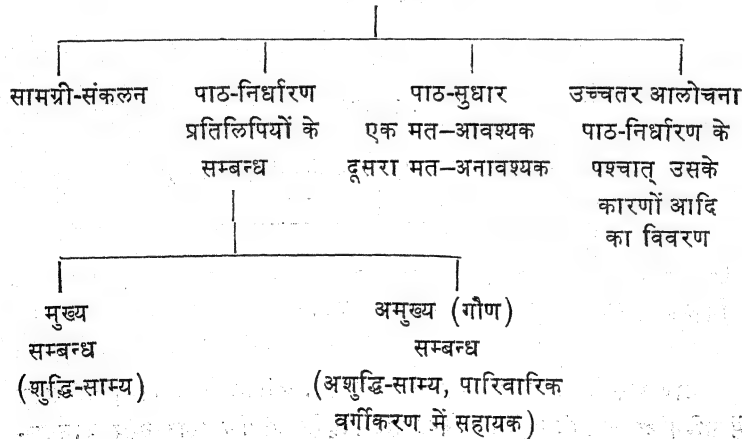 सामग्री-संकलन
पाठ-निर्धारण
प्रतिलिपियों के
सम्बन्ध
पाठ-सुधार
एक मत–आवश्यक
दूसरा मत–अनावश्यक
उच्चतर आलोचना
पाठ-निर्धारण के
पश्चात् उसके
कारणों आदि
का विवरण
मुख्य
सम्बन्ध
(शुद्धि-साम्य)
अमुख्य (गौण)
सम्बन्ध
(अशुद्धि-साम्य, पारिवारिक
वर्गीकरण में सहायक)